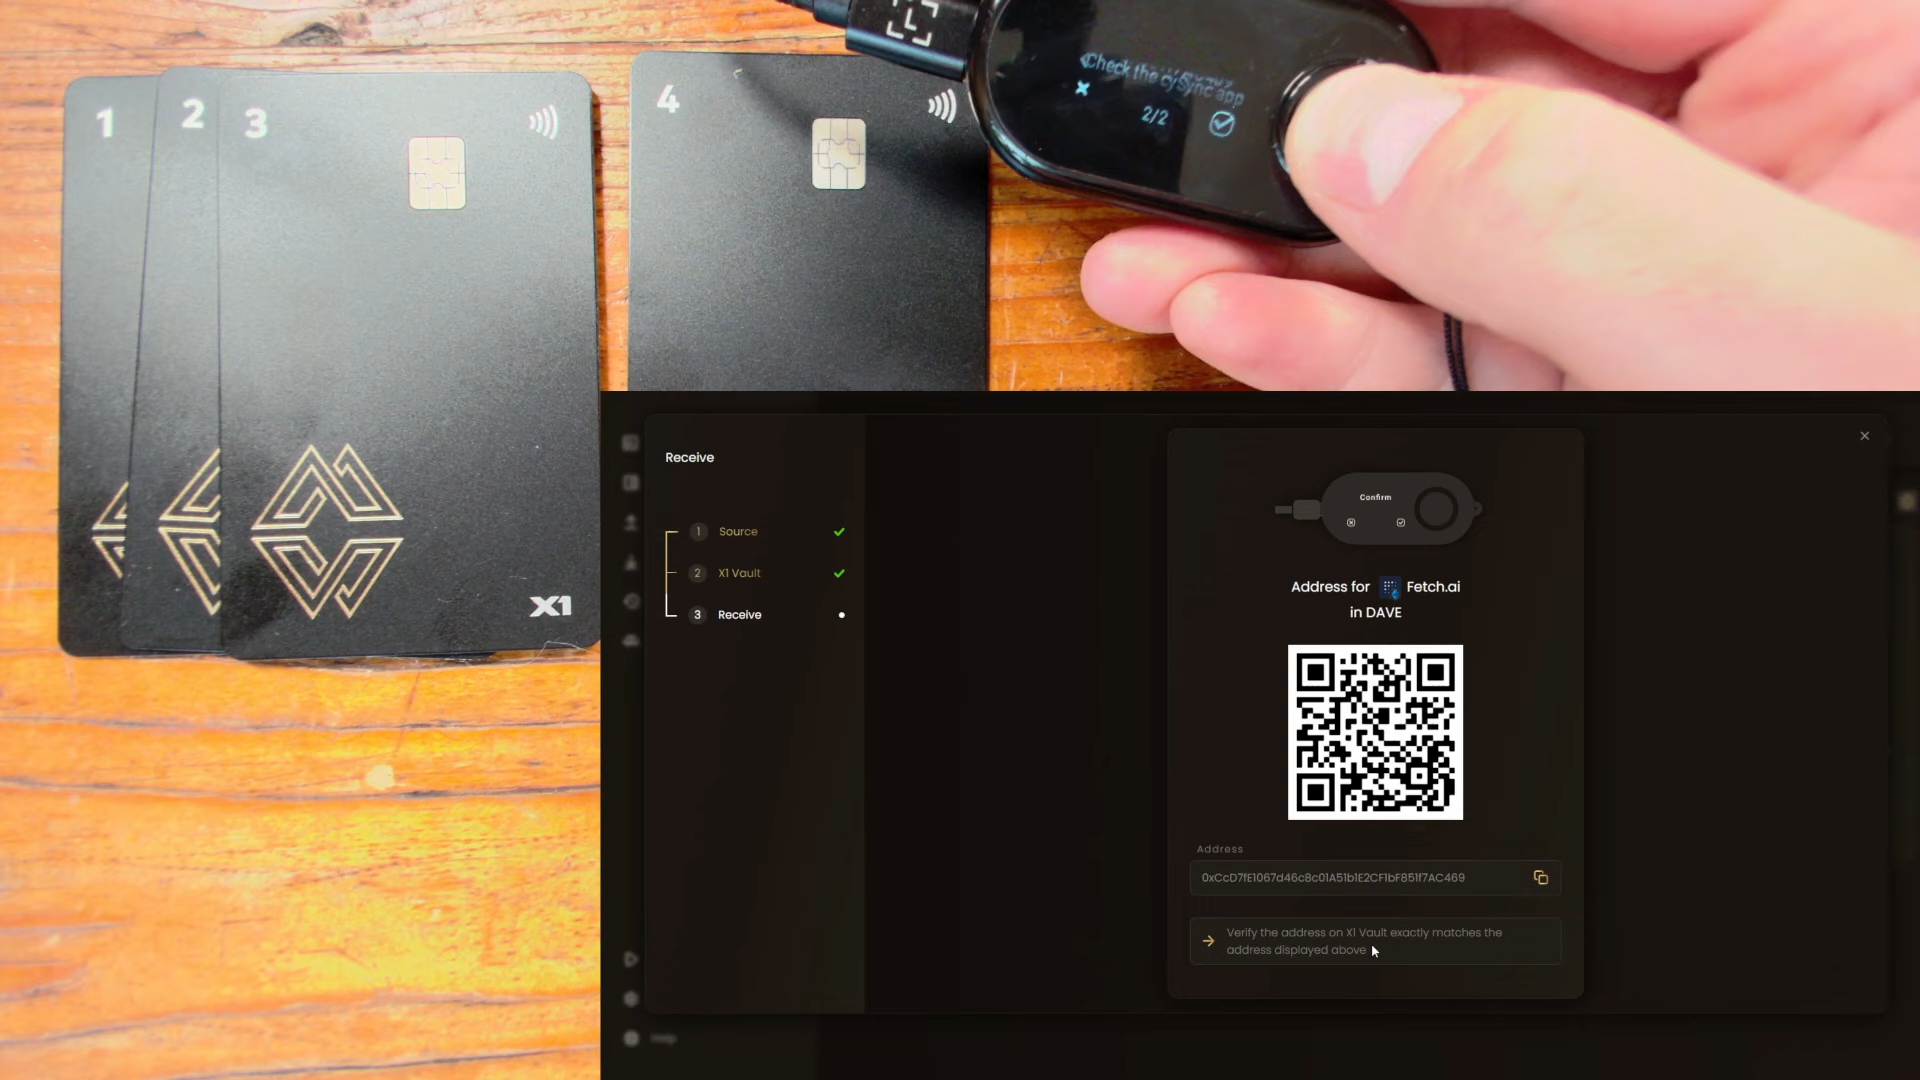 1
2
3
X1
4
Check the cySync app
2/2
Receive
1 Source
2 X1 Vault
3 Receive
Confirm
Address for Fetch.ai
in DAVE
Address
0xCcD7fE1067d46c8c01A51b1E2CF1bF851f7AC469
Verify the address on X1 Vault exactly matches the
address displayed above